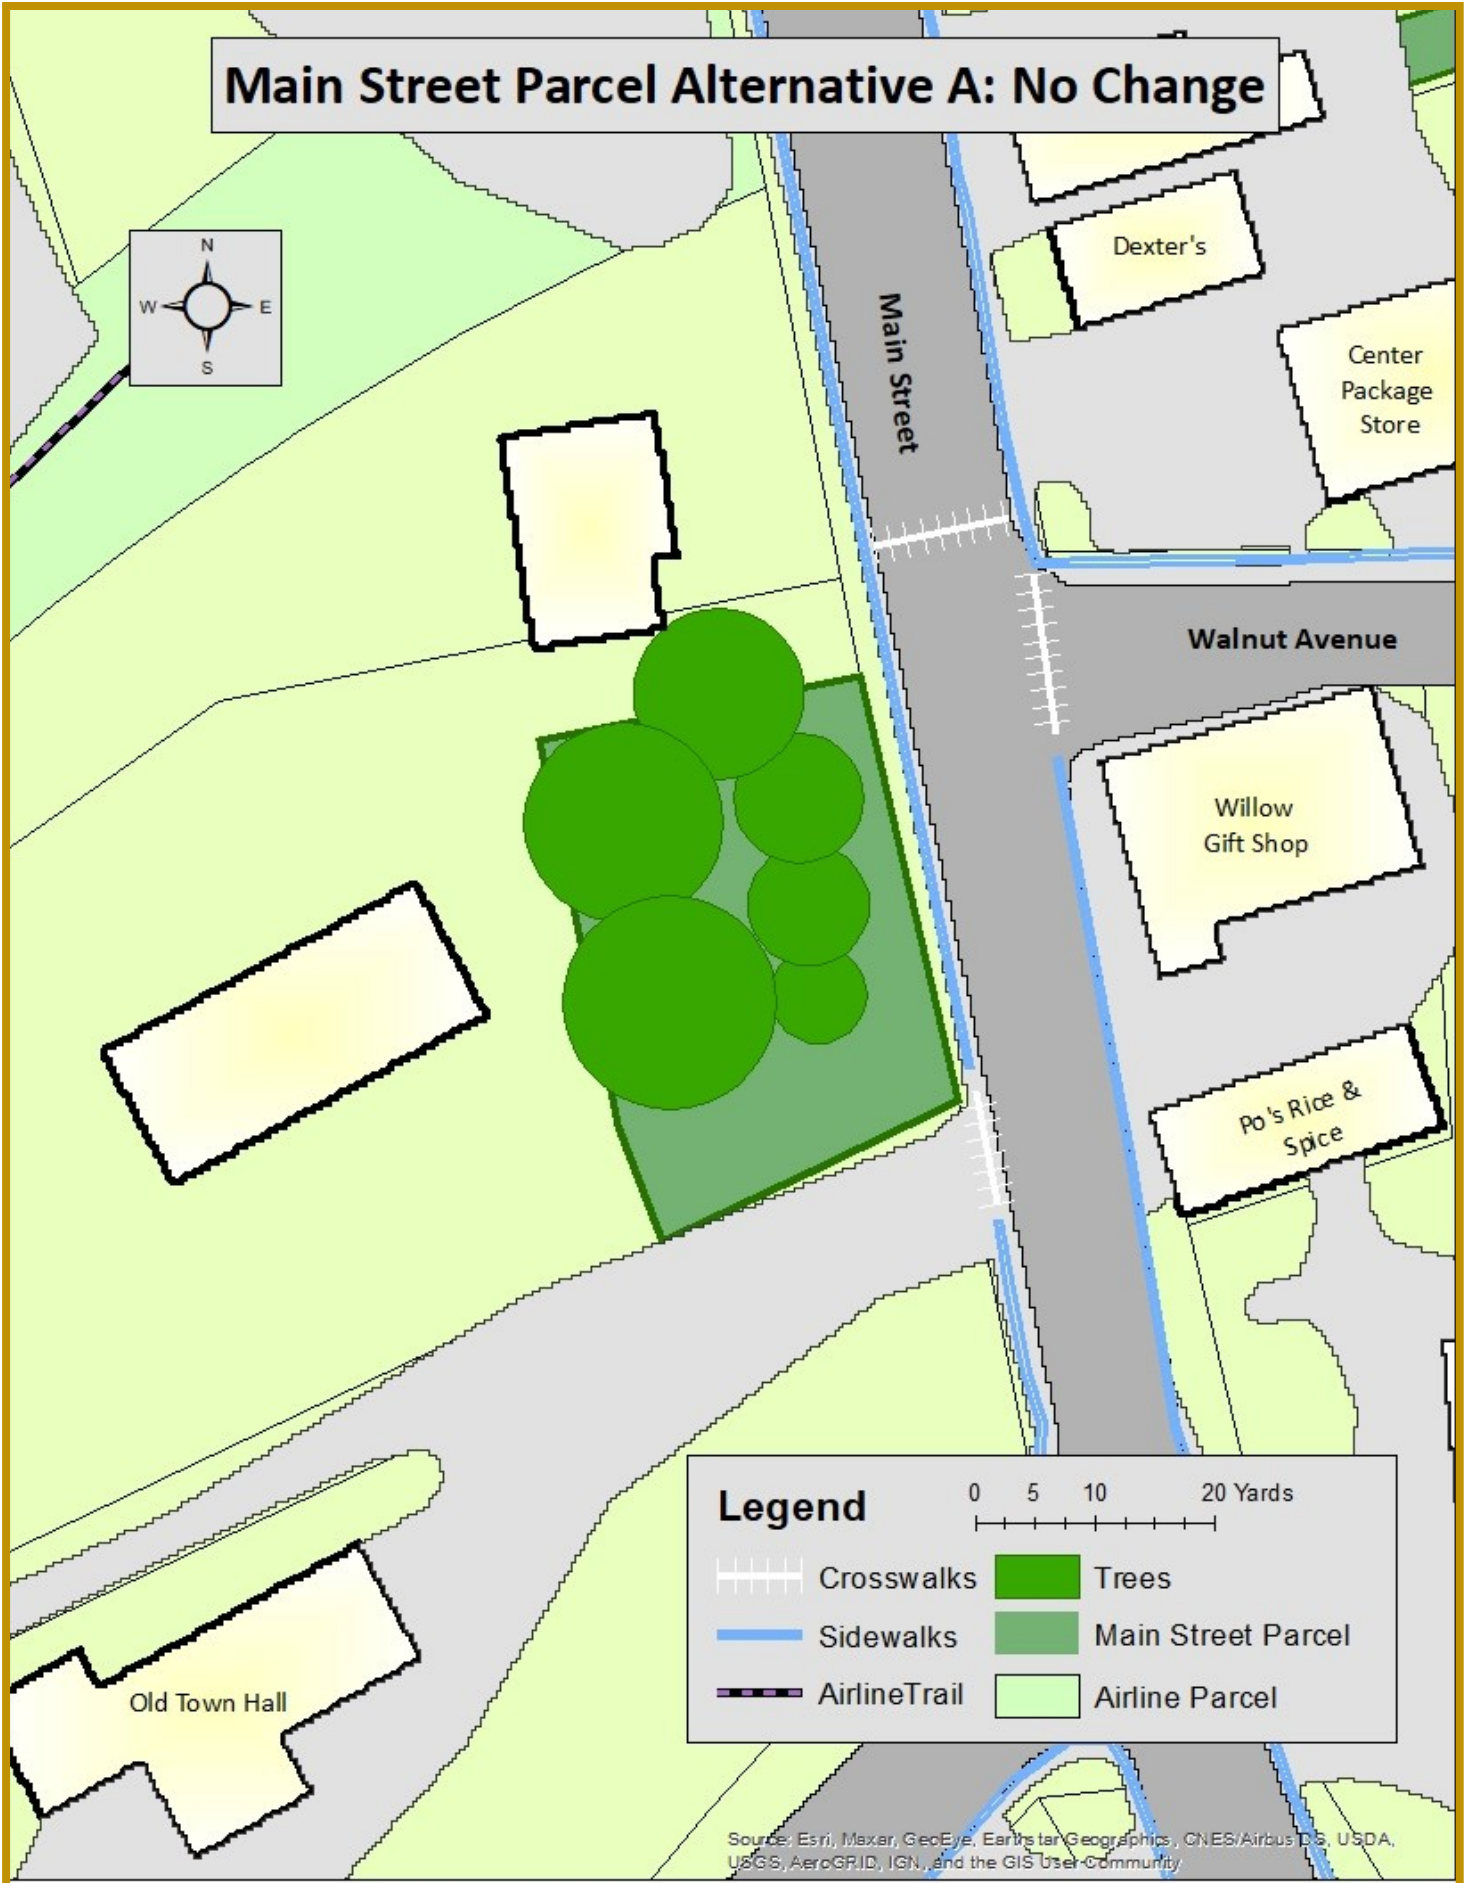 Main Street Parcel Alternative A: No Change
N
W E
S
Dexter's
Main Street
Center
Package
Store
Walnut Avenue
Willow
Gift Shop
Po's Rice &
Spice
Old Town Hall
Legend
0 5 10 20 Yards
Crosswalks
Trees
Sidewalks
Main Street Parcel
AirlineTrail
Airline Parcel
Source: Esri, Maxar, GeoEye, Earthstar Geographics, CNES/Airbus DS, USDA,
USGS, AeroGRID, IGN, and the GIS User Community